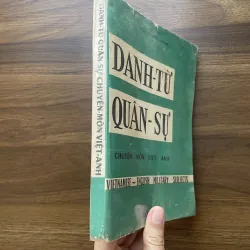 DANH-TỪ QUÂN-SỰ CHUYÊN-MÔN VIỆT-ANH
DANH-TỪ
QUÂN-SỰ
CHUYÊN MÔN VIỆT ANH
VIETNAMESE - ENGLISH MILITARY